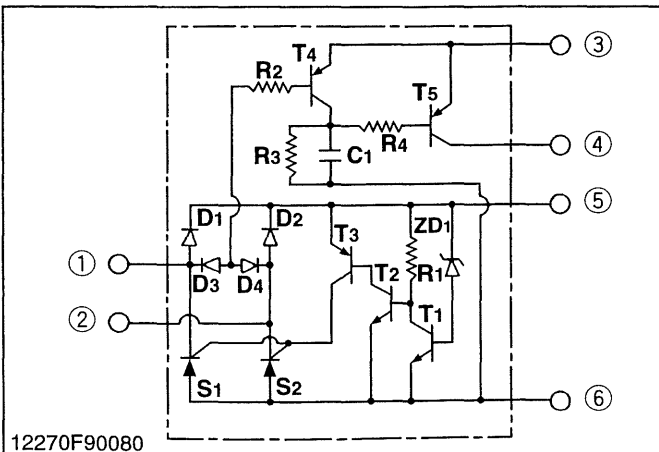 T4
③
R2
T5
R3
C1
R4
④
⑤
D1
D2
T3
ZD1
①
D3
D4
T2
R1
②
T1
S1
S2
⑥
12270F90080